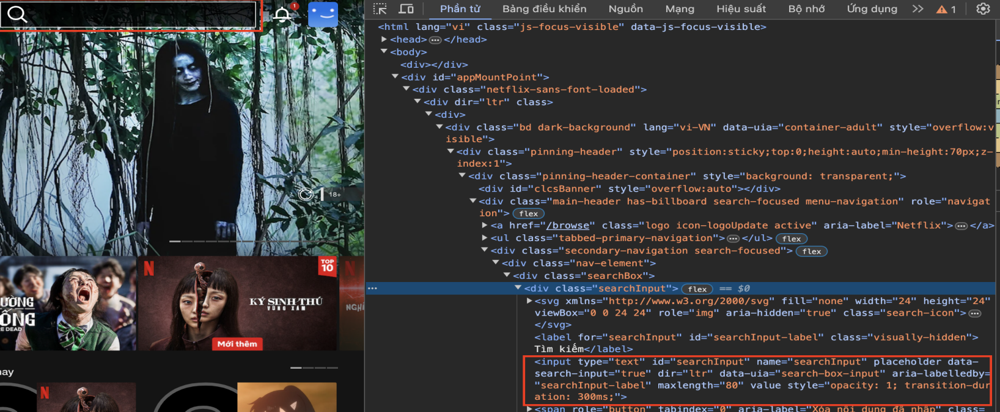 1
18+
N
TOP
10
ƯỜNG
ỐNG
RE DEAD
KÝ SINH THÚ
VÙNG XÁM
Mới thêm
N
NGHI
nay
N
Phần tử Bảng điều khiển Nguồn Mạng Hiệu suất Bộ nhớ Ứng dụng >> 1
<html lang="vi" class="js-focus-visible" data-js-focus-visible>
<head>…</head>
<body>
<div></div>
<div id="appMountPoint">
<div class="netflix-sans-font-loaded">
<div dir="ltr" class>
<div>
<div class="bd dark-background" lang="vi-VN" data-uia="container-adult" style="overflow:v
isible">
<div class="pinning-header" style="position:sticky;top:0;height:auto;min-height:70px;z-
index:1">
<div class="pinning-header-container" style="background: transparent;">
<div id="clcsBanner" style="overflow:auto"></div>
<div class="main-header has-billboard search-focused menu-navigation" role="navigat
ion"> flex
<a href="/browse" class="logo icon-logoUpdate active" aria-label="Netflix">…</a>
<ul class="tabbed-primary-navigation">…</ul> flex
<div class="secondary-navigation search-focused"> flex
<div class="nav-element">
<div class="searchBox">
… <div class="searchInput"> flex == $0
<svg xmlns="http://www.w3.org/2000/svg" fill="none" width="24" height="24"
viewBox="0 0 24 24" role="img" aria-hidden="true" class="search-icon">…
</svg>
<label for="searchInput" id="searchInput-label" class="visually-hidden">
Tìm kiếm</label>
<input type="text" id="searchInput" name="searchInput" placeholder data-
search-input="true" dir="ltr" data-uia="search-box-input" aria-labelledby=
"searchInput-label" maxlength="80" value style="opacity: 1; transition-dur
ation: 300ms;">
<span role="button" tabindex="0" aria-label="Xóa nội dung đã nhập" class=